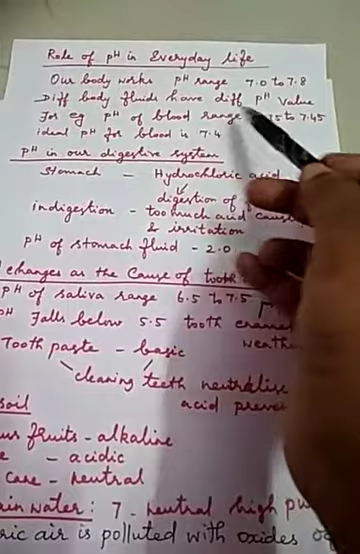 Role of pH in Everyday life
Our body works pH range 7.0 to 7.8
Diff body fluids have diff pH value
For eg pH of blood range 35 to 7.45
ideal pH for blood is 7.4
pH in our digestive system
Stomach - Hydrochloric acid
digestion of
indigestion - too much acid causes
& irritation
pH of stomach fluid - 2.0
changes as the cause of tooth
pH of saliva range 6.5 to 7.5
pH Falls below 5.5 tooth enamel
weathe
Tooth paste - basic
cleaning teeth neutralise
acid preve
soil
us fruits - alkaline
e - acidic
cane - neutral
ain water: 7 - neutral high pu
ric air is polluted with oxides of